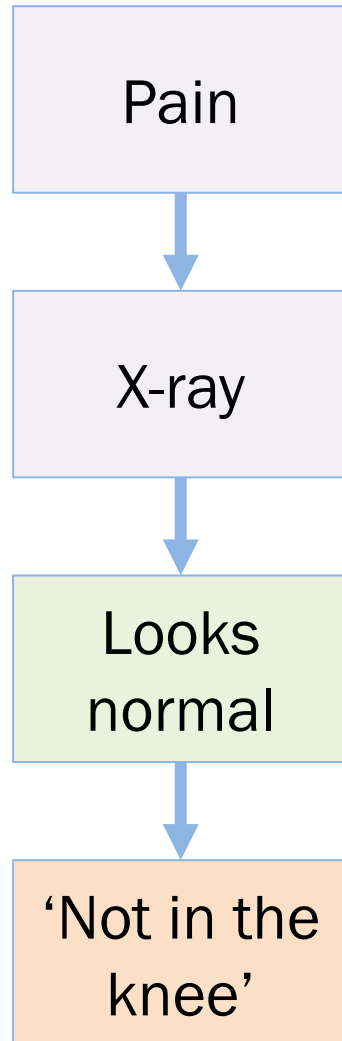 Pain
X-ray
Looks
normal
‘Not in the
knee’